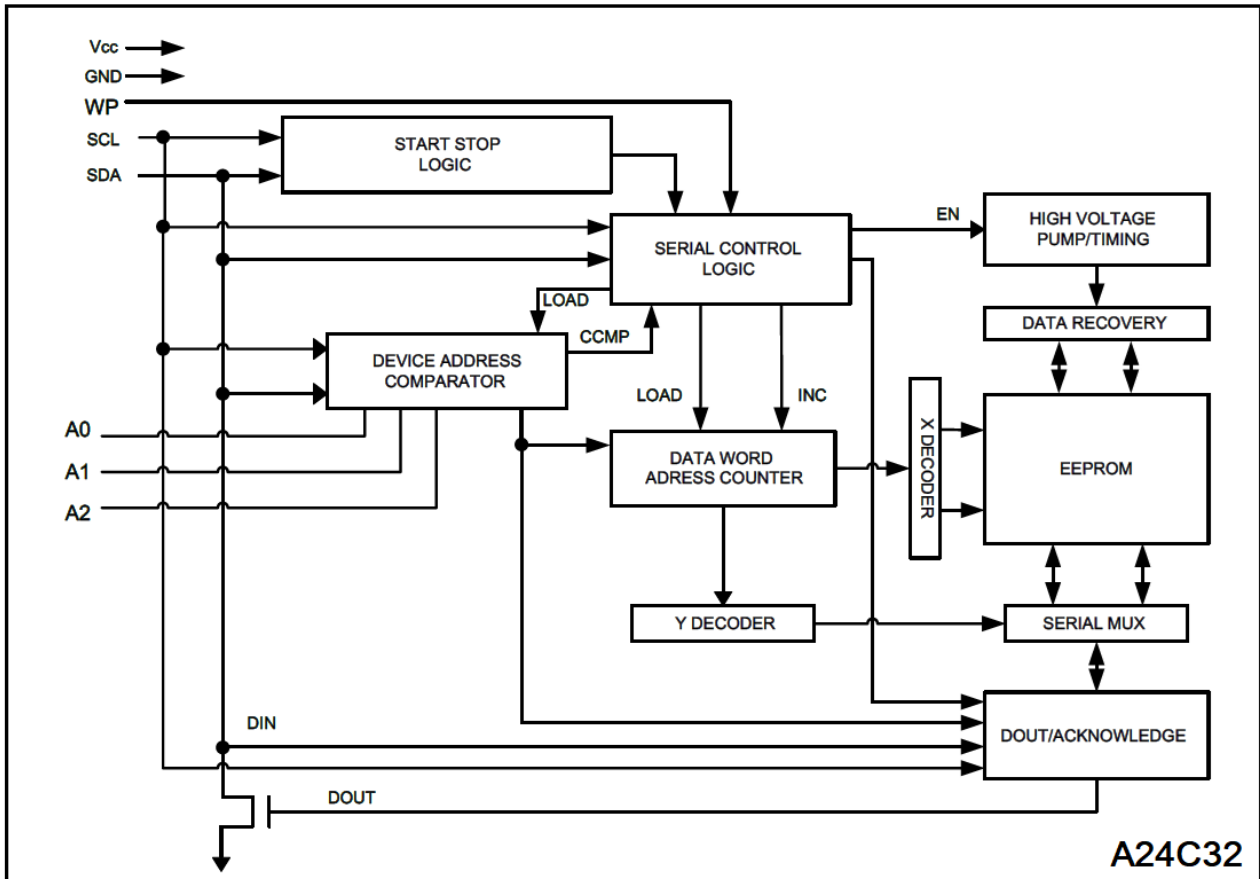 Vcc
GND
WP
SCL
SDA
START STOP
LOGIC
SERIAL CONTROL
LOGIC
EN
HIGH VOLTAGE
PUMP/TIMING
LOAD
CCMP
DATA RECOVERY
DEVICE ADDRESS
COMPARATOR
LOAD
INC
A0
A1
A2
DATA WORD
ADRESS COUNTER
X DECODER
EEPROM
Y DECODER
SERIAL MUX
DIN
DOUT/ACKNOWLEDGE
DOUT
A24C32